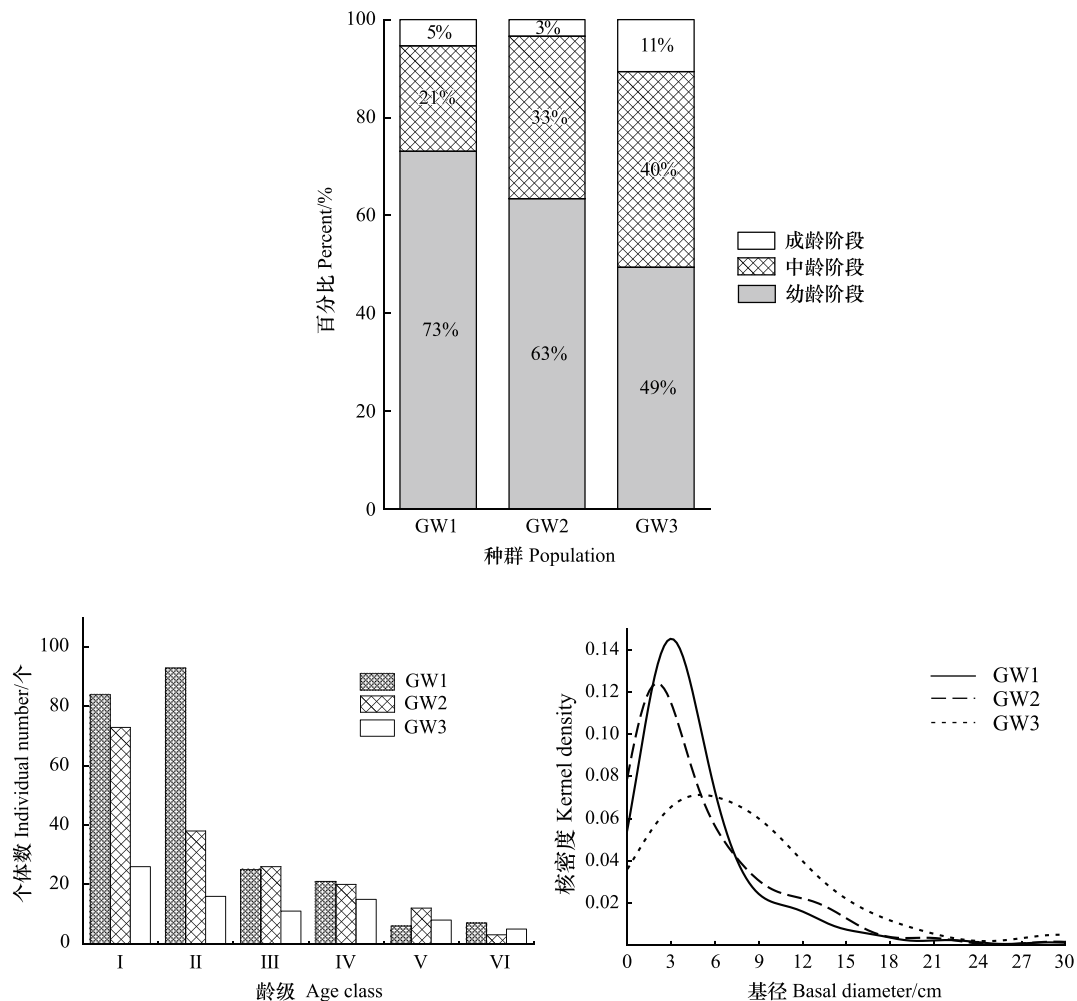 100
80
60
40
20
0
百分比 Percent/%
5%
21%
73%
3%
33%
63%
11%
40%
49%
GW1 GW2 GW3
种群 Population
成龄阶段
中龄阶段
幼龄阶段
100
80
60
40
20
0
个体数 Individual number/个
GW1
GW2
GW3
I II III IV V VI
龄级 Age class
0.14
0.12
0.10
0.08
0.06
0.04
0.02
核密度 Kernel density
GW1
GW2
GW3
0 3 6 9 12 15 18 21 24 27 30
基径 Basal diameter/cm